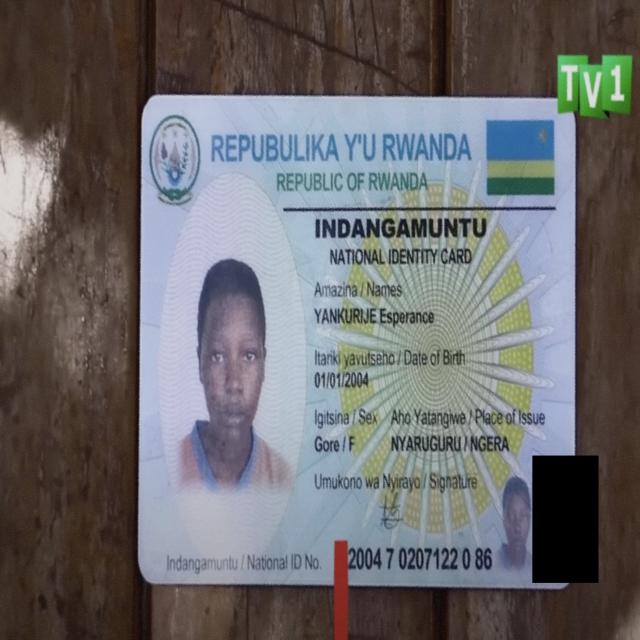 TV1
REPUBULIKA Y'U RWANDA
REPUBLIC OF RWANDA
INDANGAMUNTU
NATIONAL IDENTITY CARD
Amazina / Names
YANKURIJE Esperance
Itariki yavutseho / Date of Birth
01/01/2004
Igitsina / Sex Aho Yatangiwe / Place of Issue
Gore / F NYARUGURU / NGERA
Umukono wa Nyirayo / Signature
Indangamuntu / National ID No. 2004 7 0207122 0 86